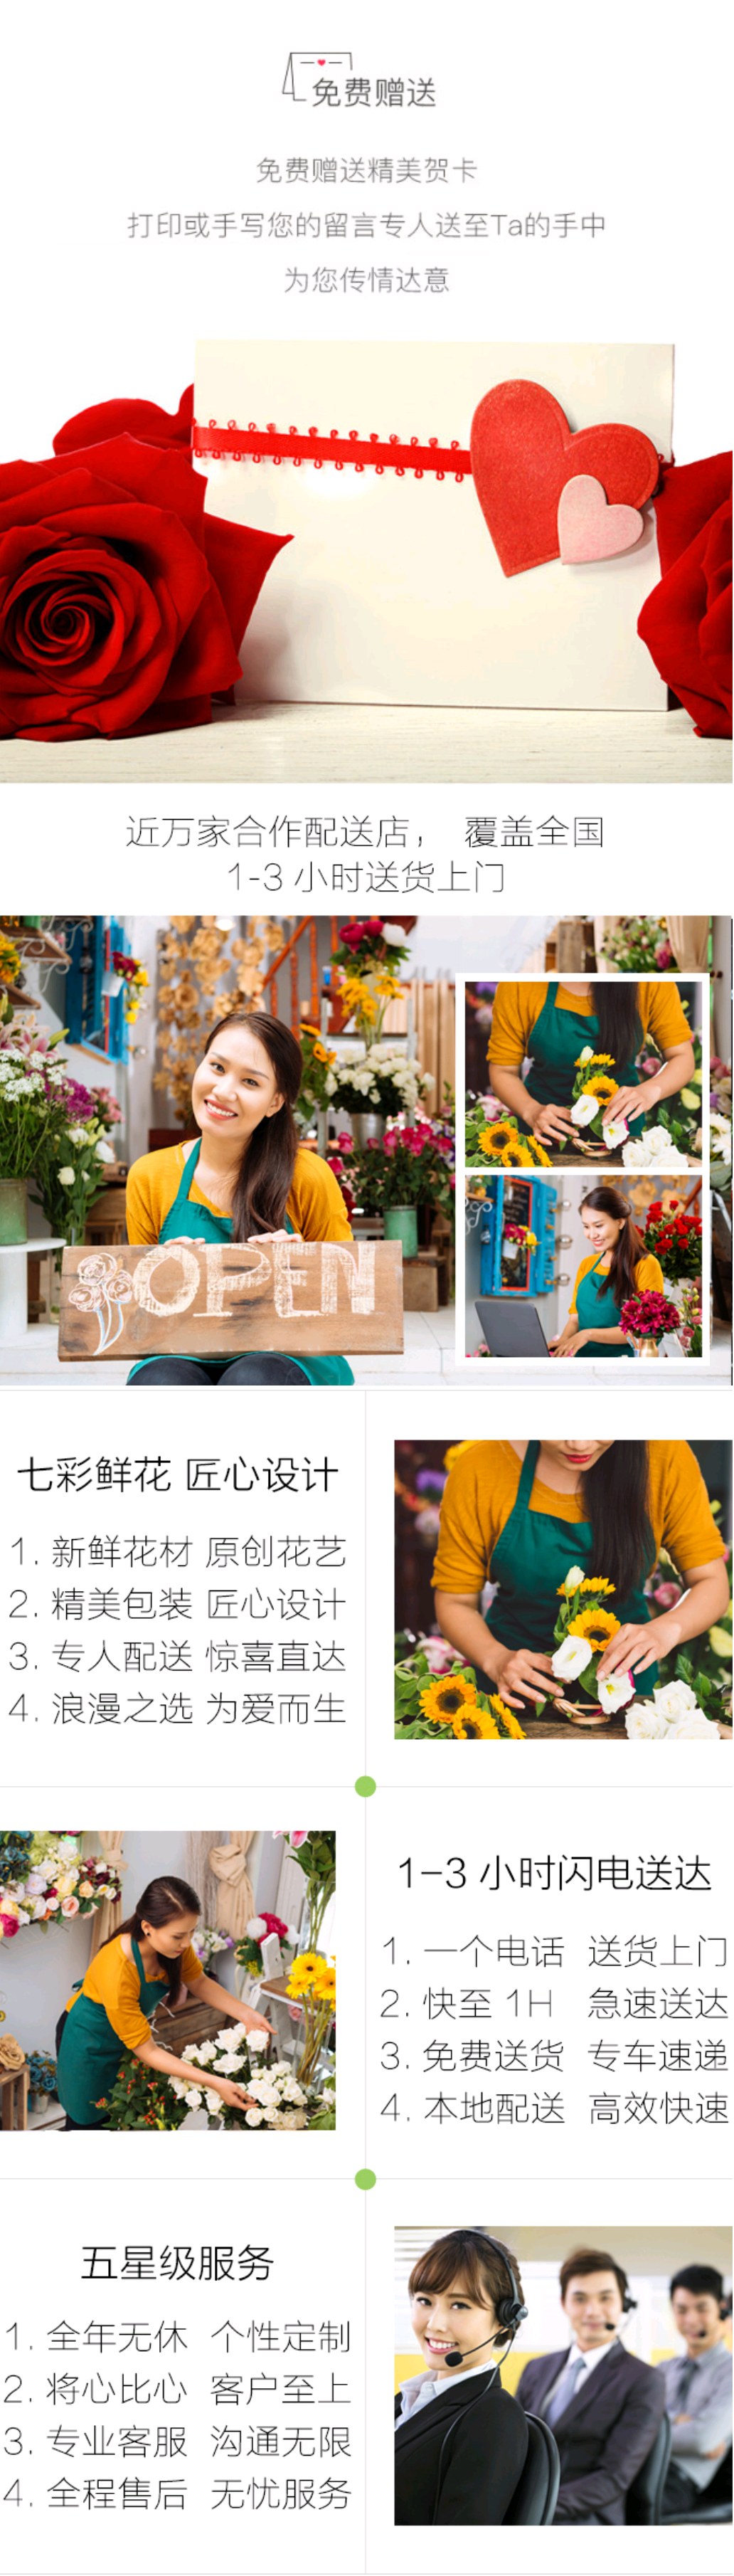 免费赠送
免费赠送精美贺卡
打印或手写您的留言专人送至Ta的手中
为您传情达意
近万家合作配送店， 覆盖全国
1-3 小时送货上门
OPEN
七彩鲜花 匠心设计
1. 新鲜花材 原创花艺
2. 精美包装 匠心设计
3. 专人配送 惊喜直达
4. 浪漫之选 为爱而生
1-3 小时闪电送达
1. 一个电话 送货上门
2. 快至 1H 急速送达
3. 免费送货 专车速递
4. 本地配送 高效快速
五星级服务
1. 全年无休 个性定制
2. 将心比心 客户至上
3. 专业客服 沟通无限
4. 全程售后 无忧服务